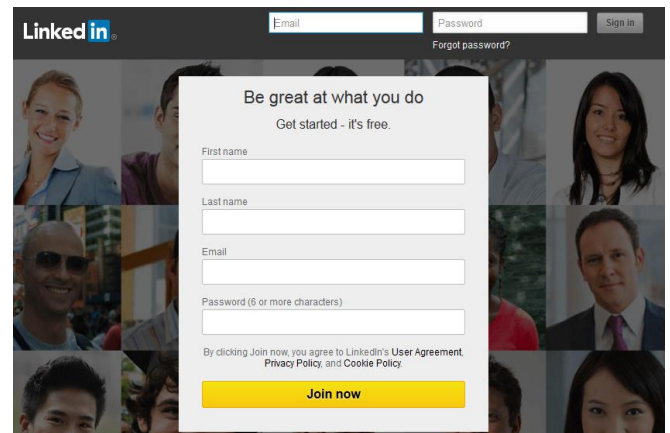 Linked in ®
Email
Password
Sign in
Forgot password?
Be great at what you do
Get started - it's free.
First name
Last name
Email
Password (6 or more characters)
By clicking Join now, you agree to LinkedIn's User Agreement,
Privacy Policy, and Cookie Policy.
Join now